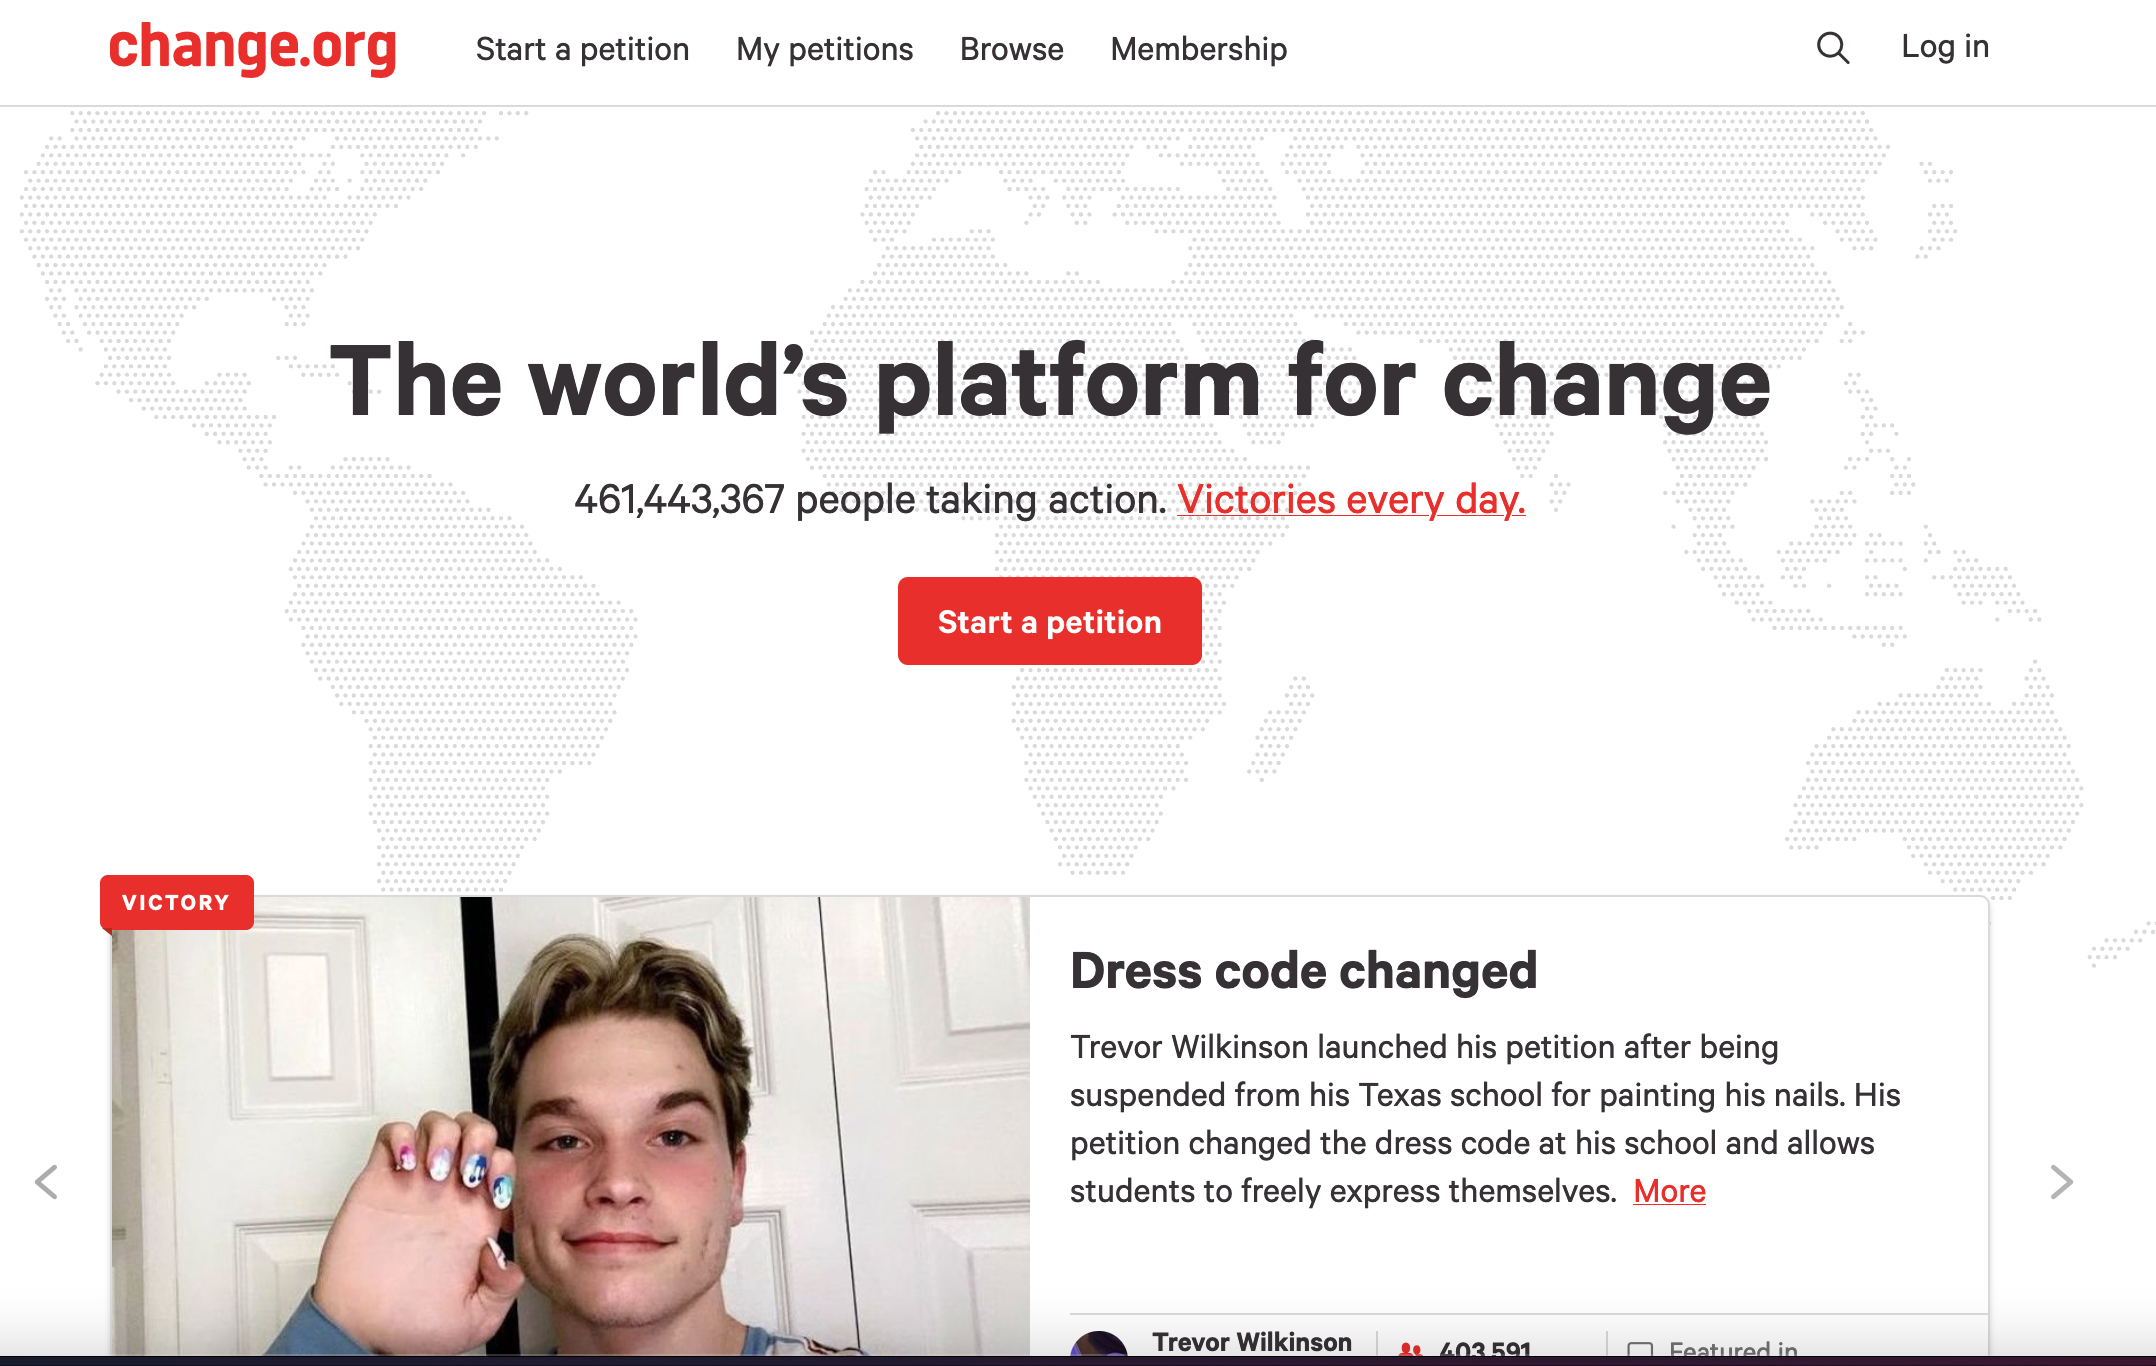 change.org
Start a petition
My petitions
Browse
Membership
Log in
The world's platform for change
461,443,367 people taking action. Victories every day.
Start a petition
VICTORY
Dress code changed
Trevor Wilkinson launched his petition after being
suspended from his Texas school for painting his nails. His
petition changed the dress code at his school and allows
students to freely express themselves. More
Trevor Wilkinson
403,591
Featured in